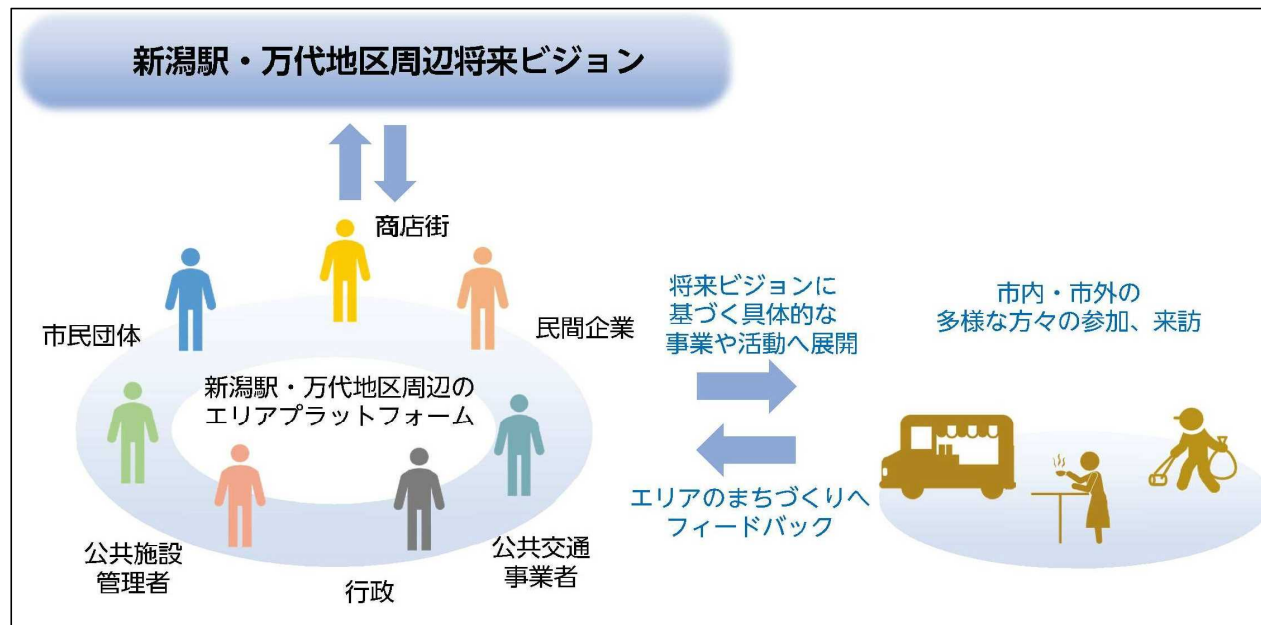 新潟駅・万代地区周辺将来ビジョン
商店街
市民団体
民間企業
新潟駅・万代地区周辺の
エリアプラットフォーム
公共施設
管理者
行政
公共交通
事業者
将来ビジョンに
基づく具体的な
事業や活動へ展開
エリアのまちづくりへ
フィードバック
市内・市外の
多様な方々の参加、来訪